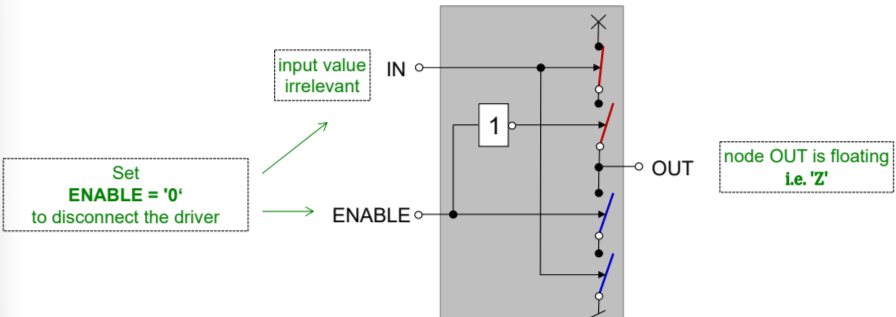 input value
irrelevant
IN
1
Set
ENABLE = '0‘
to disconnect the driver
ENABLE
OUT
node OUT is floating
i.e. 'Z'